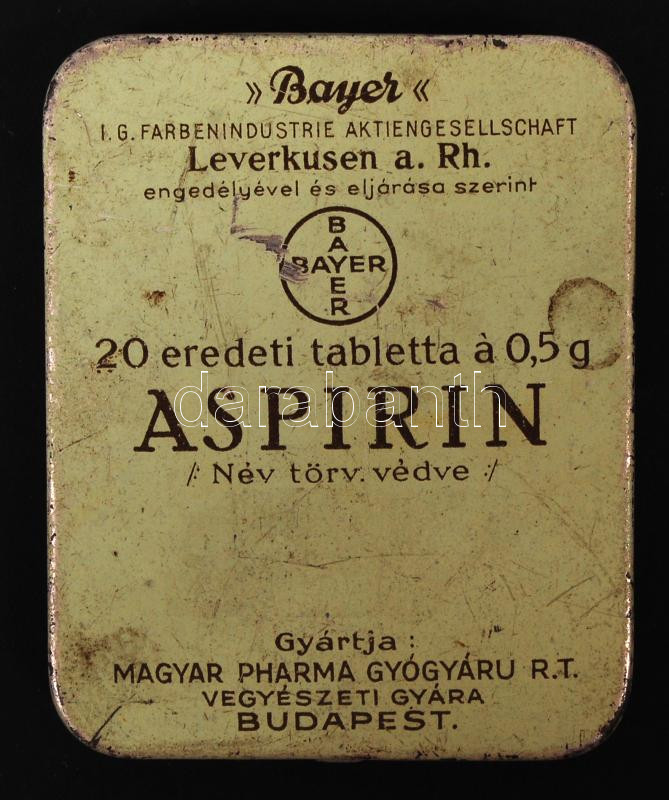 » Bayer «
I. G. FARBENINDUSTRIE AKTIENGESELLSCHAFT
Leverkusen a. Rh.
engedélyével és eljárása szerint
BAYER
BAYER
20 eredeti tabletta à 0,5 g
ASPIRIN
darabanth
/: Név törv. védve :/
Gyártja :
MAGYAR PHARMA GYÓGYÁRU R.T.
VEGYÉSZETI GYÁRA
BUDAPEST.